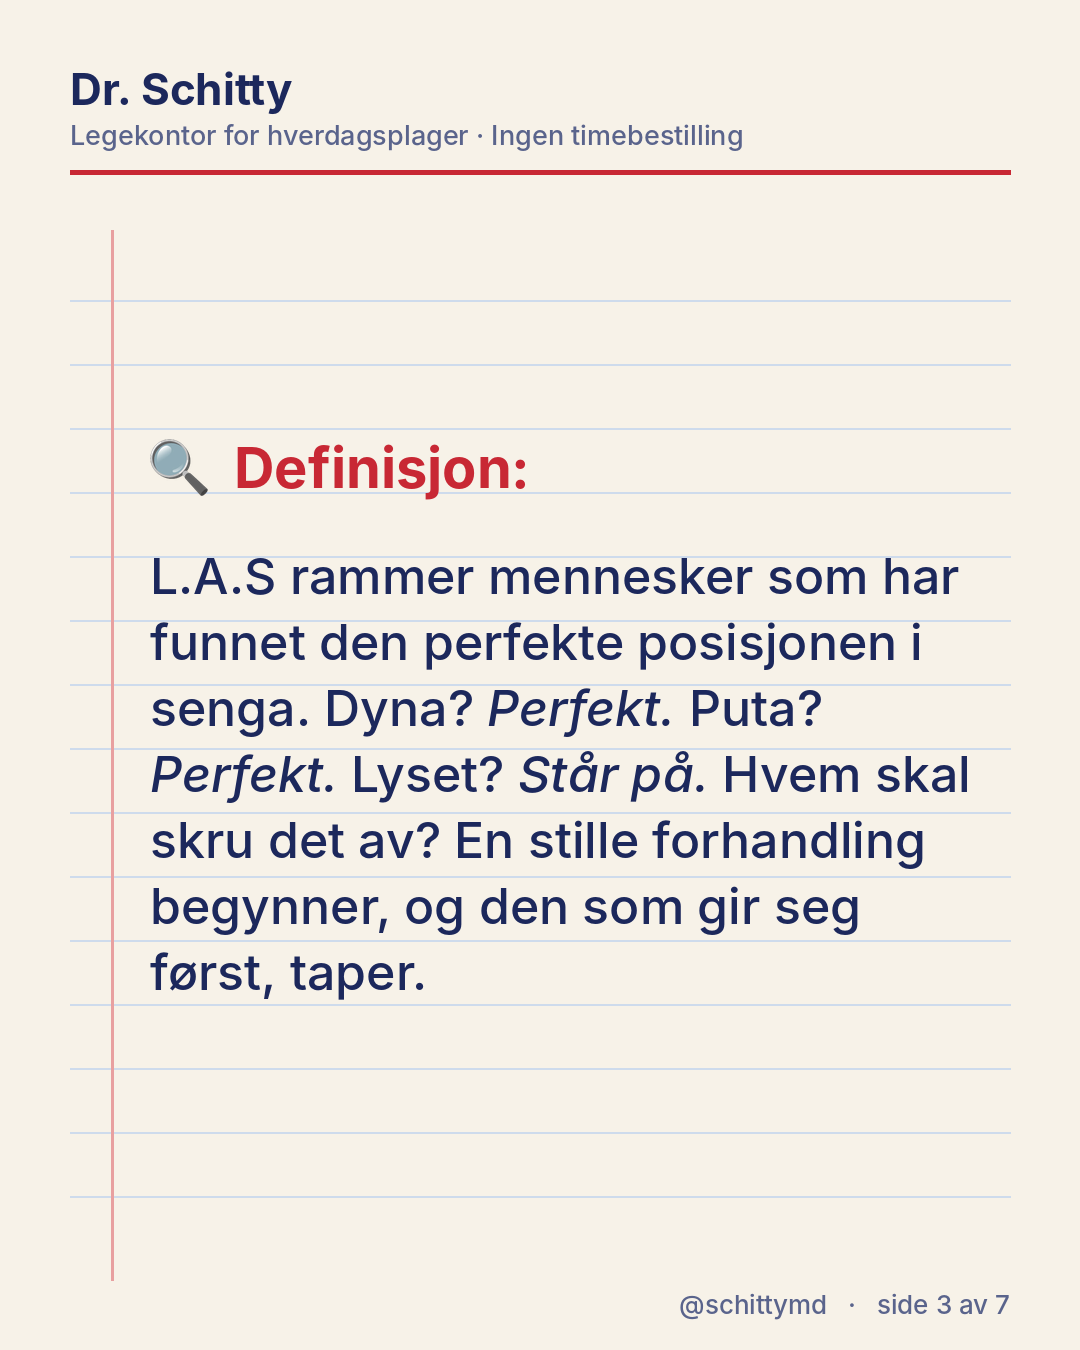 Dr. Schitty
Legekontor for hverdagsplager · Ingen timebestilling
🔍 Definisjon:
L.A.S rammer mennesker som har
funnet den perfekte posisjonen i
senga. Dyna? Perfekt. Puta?
Perfekt. Lyset? Står på. Hvem skal
skru det av? En stille forhandling
begynner, og den som gir seg
først, taper.
@schittymd · side 3 av 7